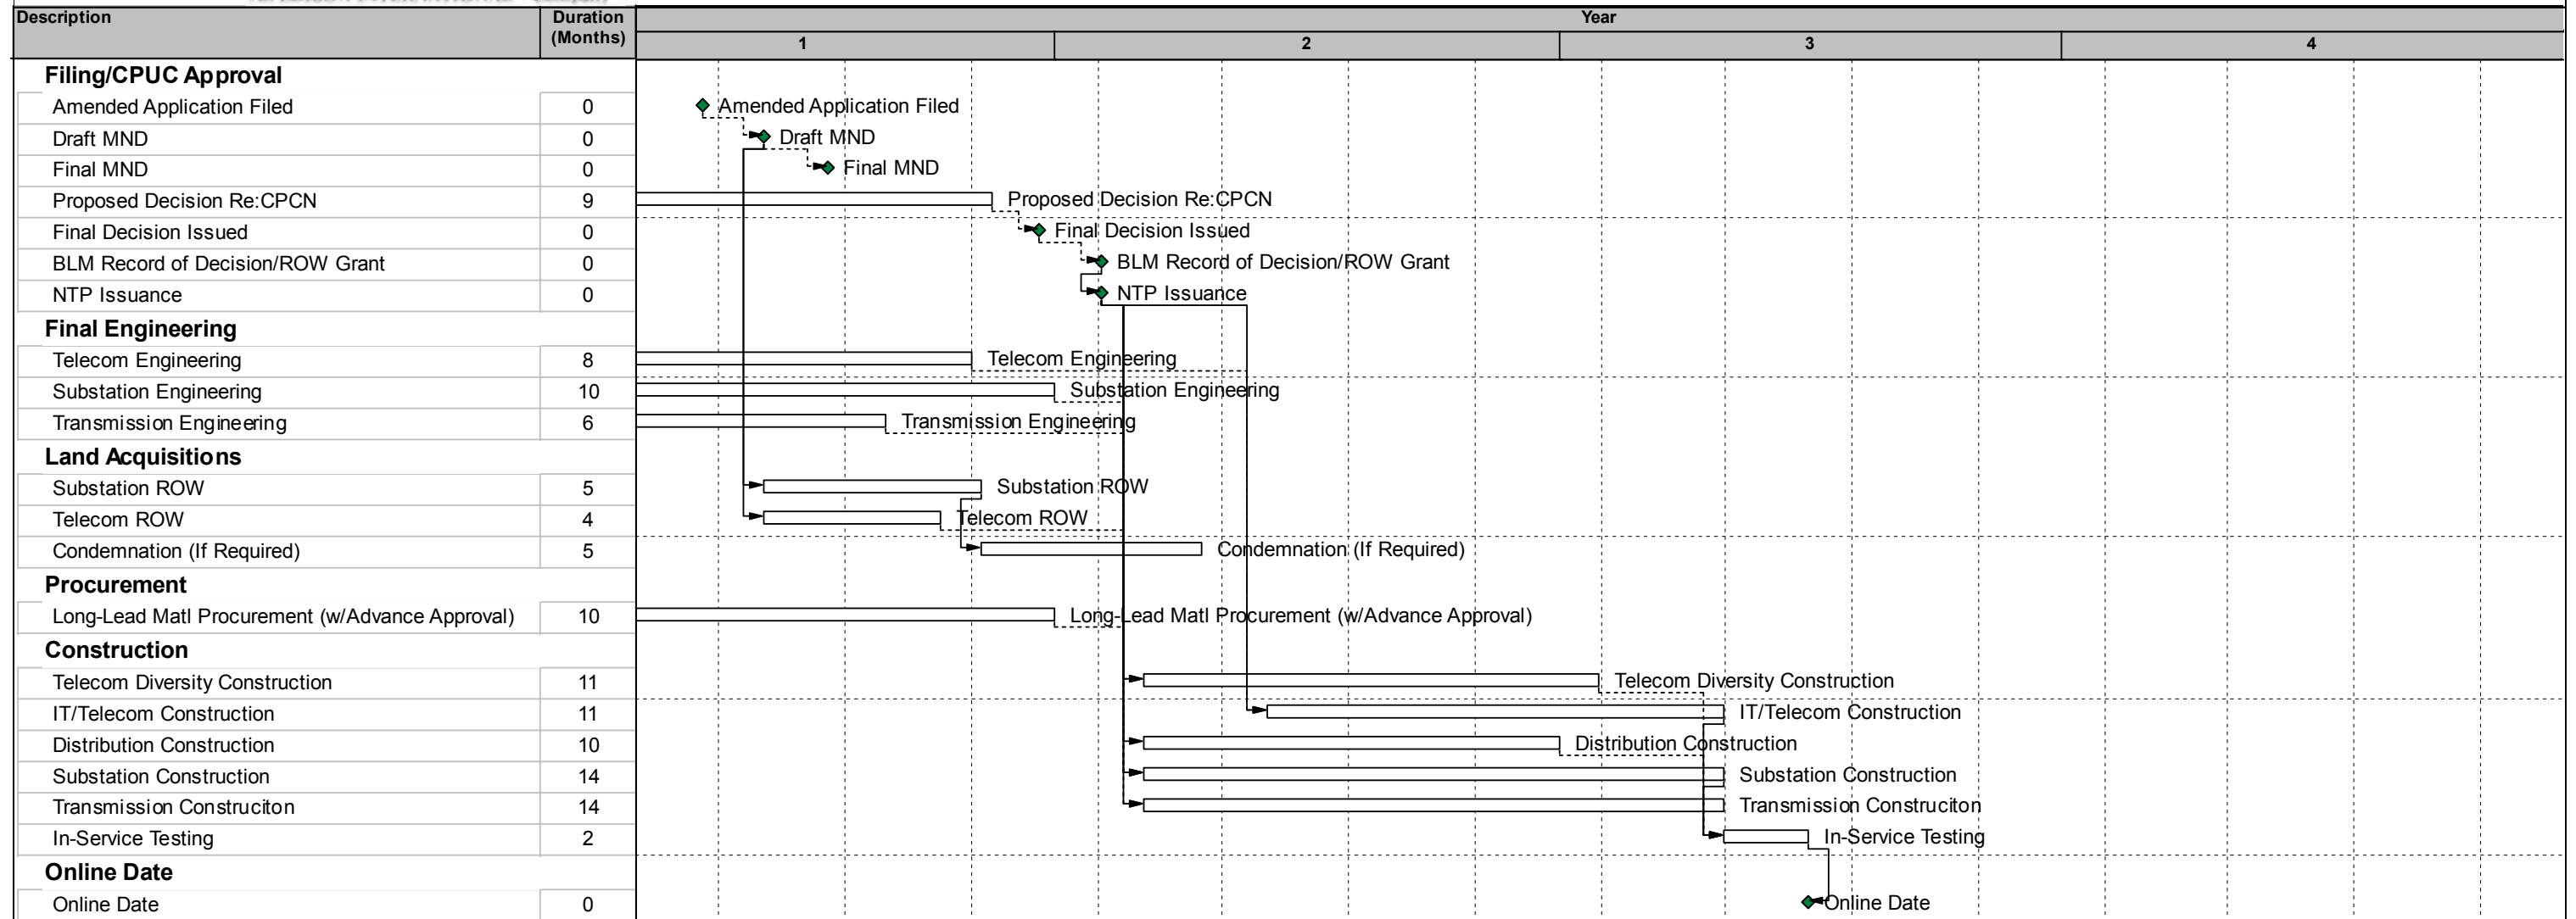 Description Duration Year
(Months) 1 2 3 4
Filing/CPUC Approval
Amended Application Filed 0 Amended Application Filed
Draft MND 0 Draft MND
Final MND 0 Final MND
Proposed Decision Re:CPCN 9 Proposed Decision Re:CPCN
Final Decision Issued 0 Final Decision Issued
BLM Record of Decision/ROW Grant 0 BLM Record of Decision/ROW Grant
NTP Issuance 0 NTP Issuance
Final Engineering
Telecom Engineering 8 Telecom Engineering
Substation Engineering 10 Substation Engineering
Transmission Engineering 6 Transmission Engineering
Land Acquisitions
Substation ROW 5 Substation ROW
Telecom ROW 4 Telecom ROW
Condemnation (If Required) 5 Condemnation (If Required)
Procurement
Long-Lead Matl Procurement (w/Advance Approval) 10 Long-Lead Matl Procurement (w/Advance Approval)
Construction
Telecom Diversity Construction 11 Telecom Diversity Construction
IT/Telecom Construction 11 IT/Telecom Construction
Distribution Construction 10 Distribution Construction
Substation Construction 14 Substation Construction
Transmission Construciton 14 Transmission Construciton
In-Service Testing 2 In-Service Testing
Online Date
Online Date 0 Online Date